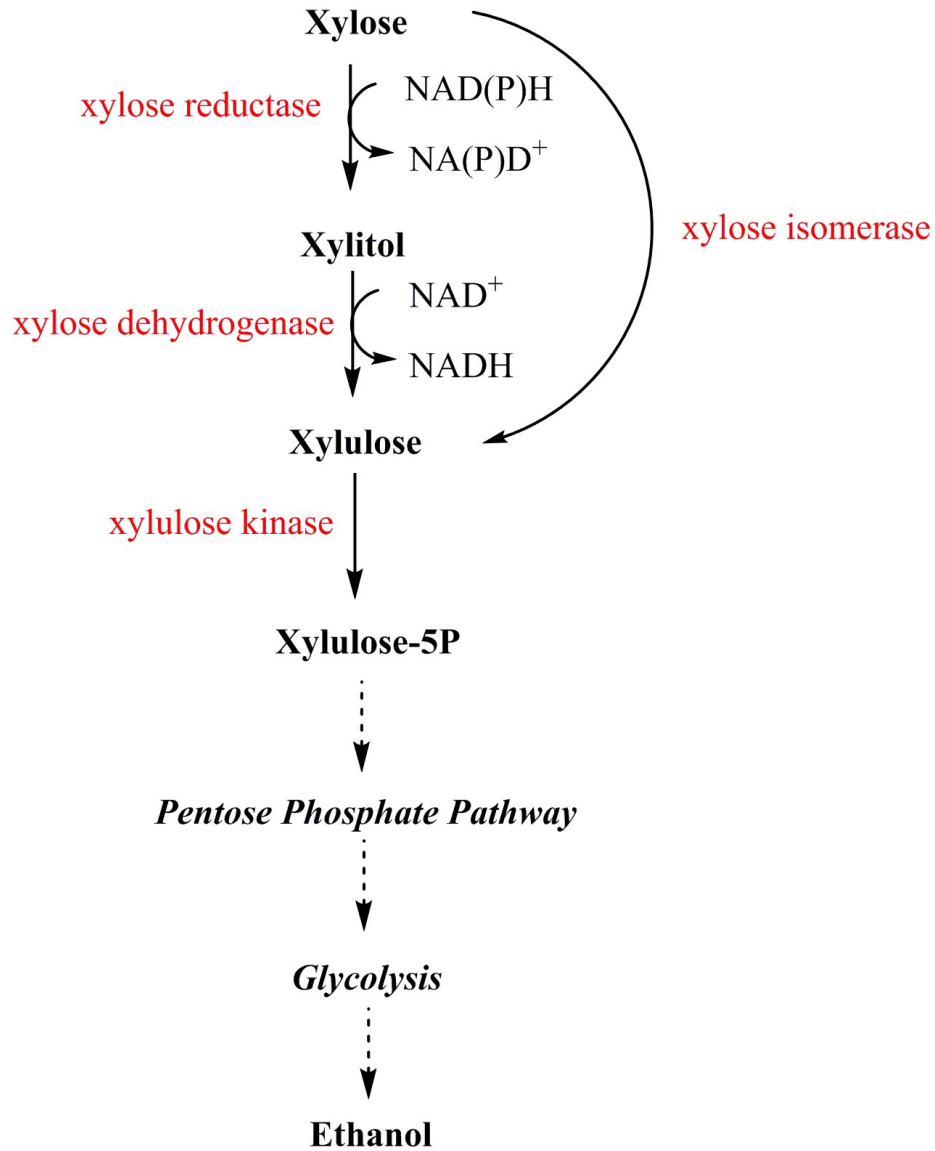 Xylose
xylose reductase
NAD(P)H
NA(P)D⁺
xylose isomerase
Xylitol
xylose dehydrogenase
NAD⁺
NADH
Xylulose
xylulose kinase
Xylulose-5P
Pentose Phosphate Pathway
Glycolysis
Ethanol